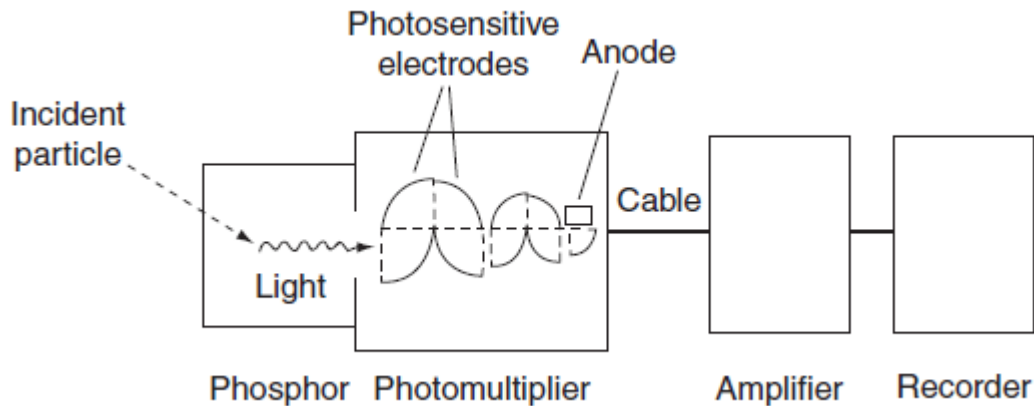 Photosensitive
electrodes
Anode
Incident
particle
Cable
Light
Phosphor
Photomultiplier
Amplifier
Recorder